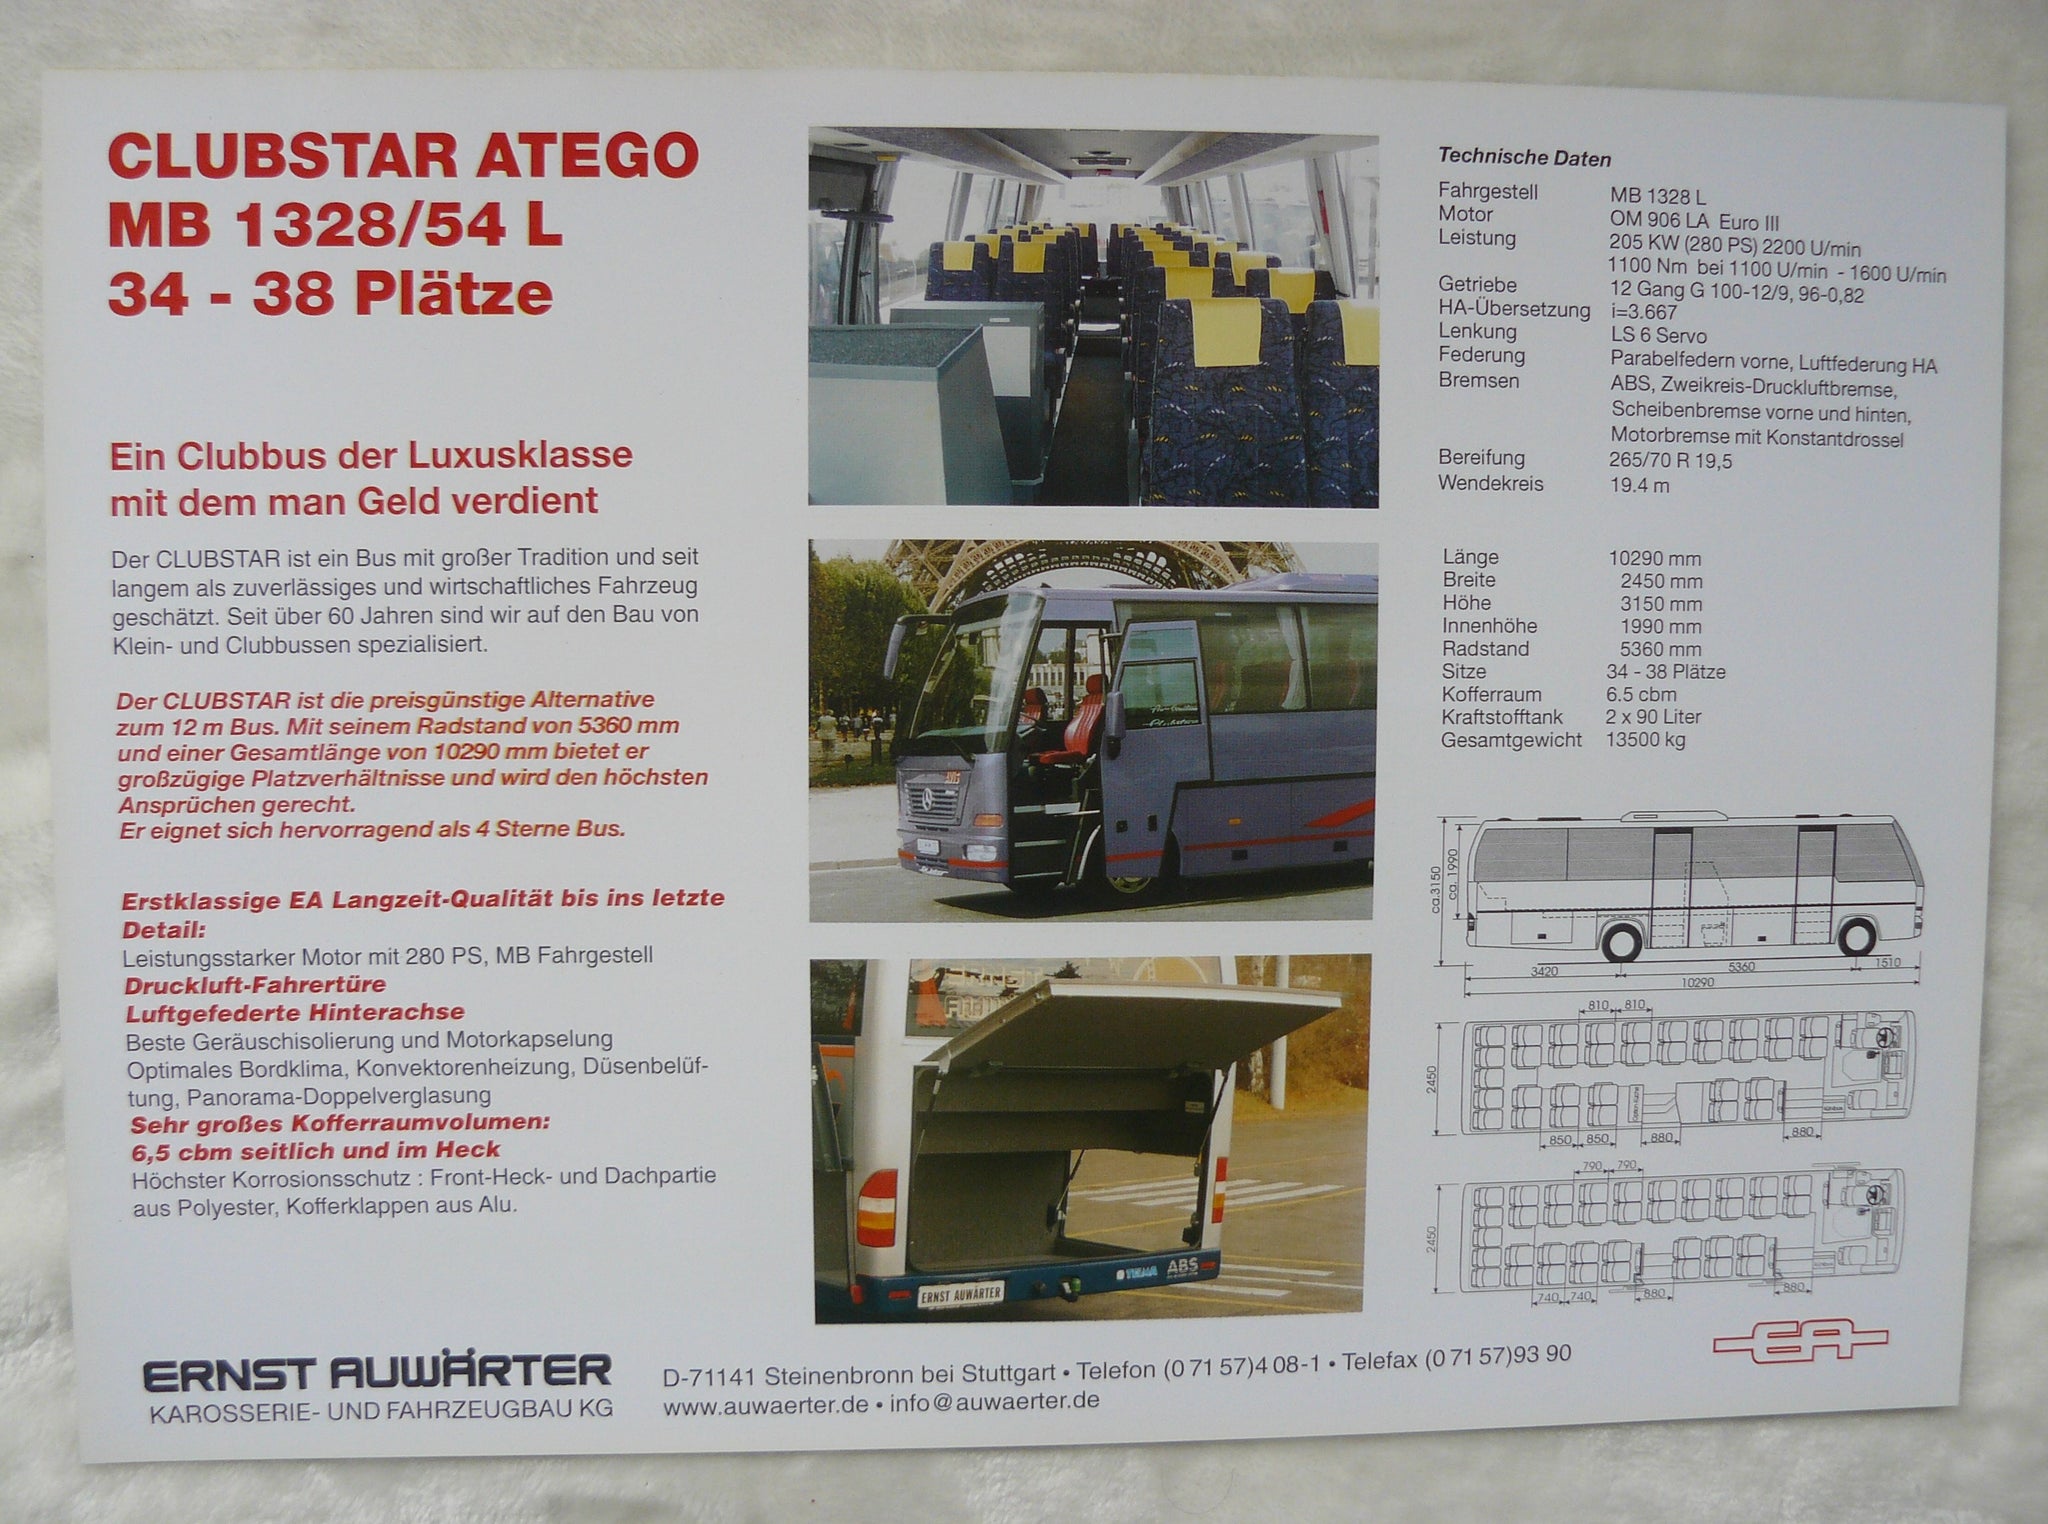 CLUBSTAR ATEGO
MB 1328/54 L
34 - 38 Plätze
Ein Clubbus der Luxusklasse
mit dem man Geld verdient
Der CLUBSTAR ist ein Bus mit großer Tradition und seit
langem als zuverlässiges und wirtschaftliches Fahrzeug
geschätzt. Seit über 60 Jahren sind wir auf den Bau von
Klein- und Clubbussen spezialisiert.
Der CLUBSTAR ist die preisgünstige Alternative
zum 12 m Bus. Mit seinem Radstand von 5360 mm
und einer Gesamtlänge von 10290 mm bietet er
großzügige Platzverhältnisse und wird den höchsten
Ansprüchen gerecht.
Er eignet sich hervorragend als 4 Sterne Bus.
Erstklassige EA Langzeit-Qualität bis ins letzte
Detail:
Leistungsstarker Motor mit 280 PS, MB Fahrgestell
Druckluft-Fahrertüre
Luftgefederte Hinterachse
Beste Geräuschisolierung und Motorkapselung
Optimales Bordklima, Konvektorenheizung, Düsenbelüf-
tung, Panorama-Doppelverglasung
Sehr großes Kofferraumvolumen:
6,5 cbm seitlich und im Heck
Höchster Korrosionsschutz : Front-Heck- und Dachpartie
aus Polyester, Kofferklappen aus Alu.
TEMA ABS
ERNST AUWÄRTER
Technische Daten
Fahrgestell MB 1328 L
Motor OM 906 LA Euro III
Leistung 205 KW (280 PS) 2200 U/min
1100 Nm bei 1100 U/min - 1600 U/min
Getriebe 12 Gang G 100-12/9, 96-0,82
HA-Übersetzung i=3.667
Lenkung LS 6 Servo
Federung Parabelfedern vorne, Luftfederung HA
Bremsen ABS, Zweikreis-Druckluftbremse,
Scheibenbremse vorne und hinten,
Motorbremse mit Konstantdrossel
Bereifung 265/70 R 19,5
Wendekreis 19.4 m
Länge 10290 mm
Breite 2450 mm
Höhe 3150 mm
Innenhöhe 1990 mm
Radstand 5360 mm
Sitze 34 - 38 Plätze
Kofferraum 6.5 cbm
Kraftstofftank 2 x 90 Liter
Gesamtgewicht 13500 kg
ca.3150
ca. 1990
3420 5360 1510
10290
810 810
2450
850 850 880 880
790 790
2450
740 740 880 880
EA
ERNST AUWÄRTER
KAROSSERIE- UND FAHRZEUGBAU KG
D-71141 Steinenbronn bei Stuttgart • Telefon (0 71 57)4 08-1 • Telefax (0 71 57)93 90
www.auwaerter.de • info@auwaerter.de